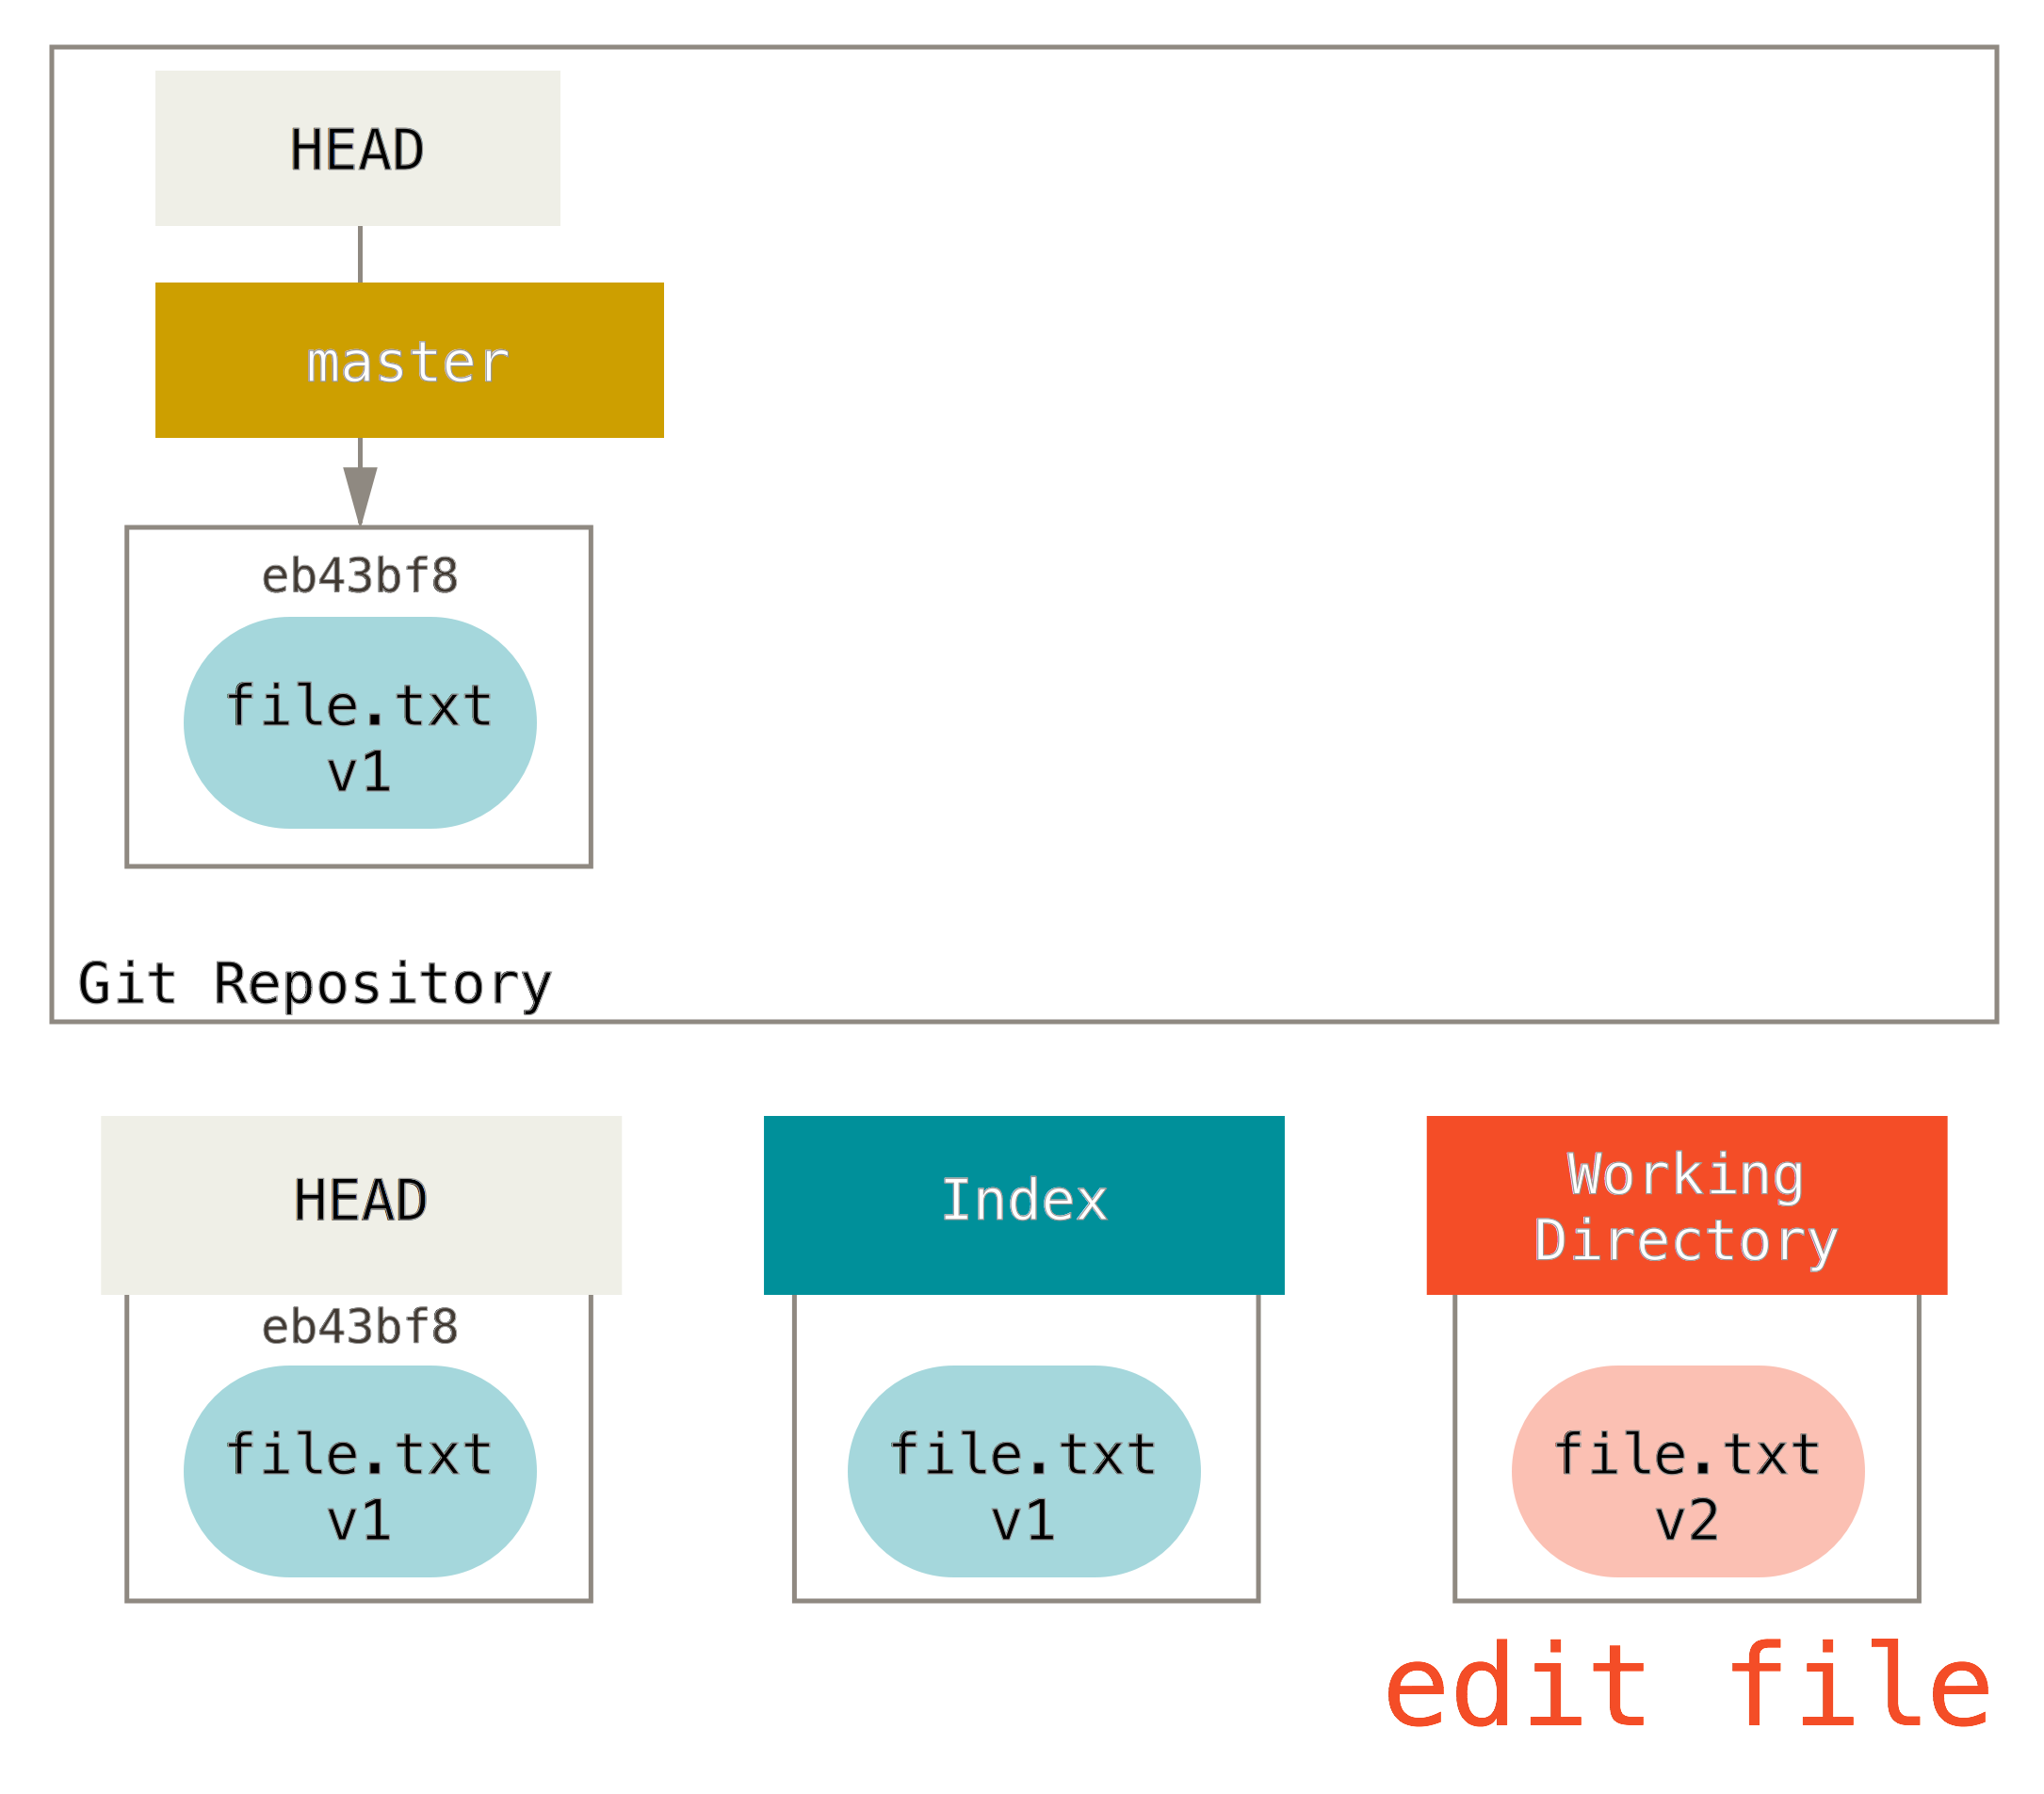 HEAD
master
eb43bf8
file.txt
v1
Git Repository
HEAD
Index
Working
Directory
eb43bf8
file.txt
v1
file.txt
v1
file.txt
v2
edit file